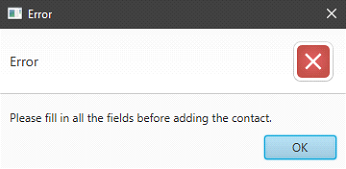 Error
Error
Please fill in all the fields before adding the contact.
OK